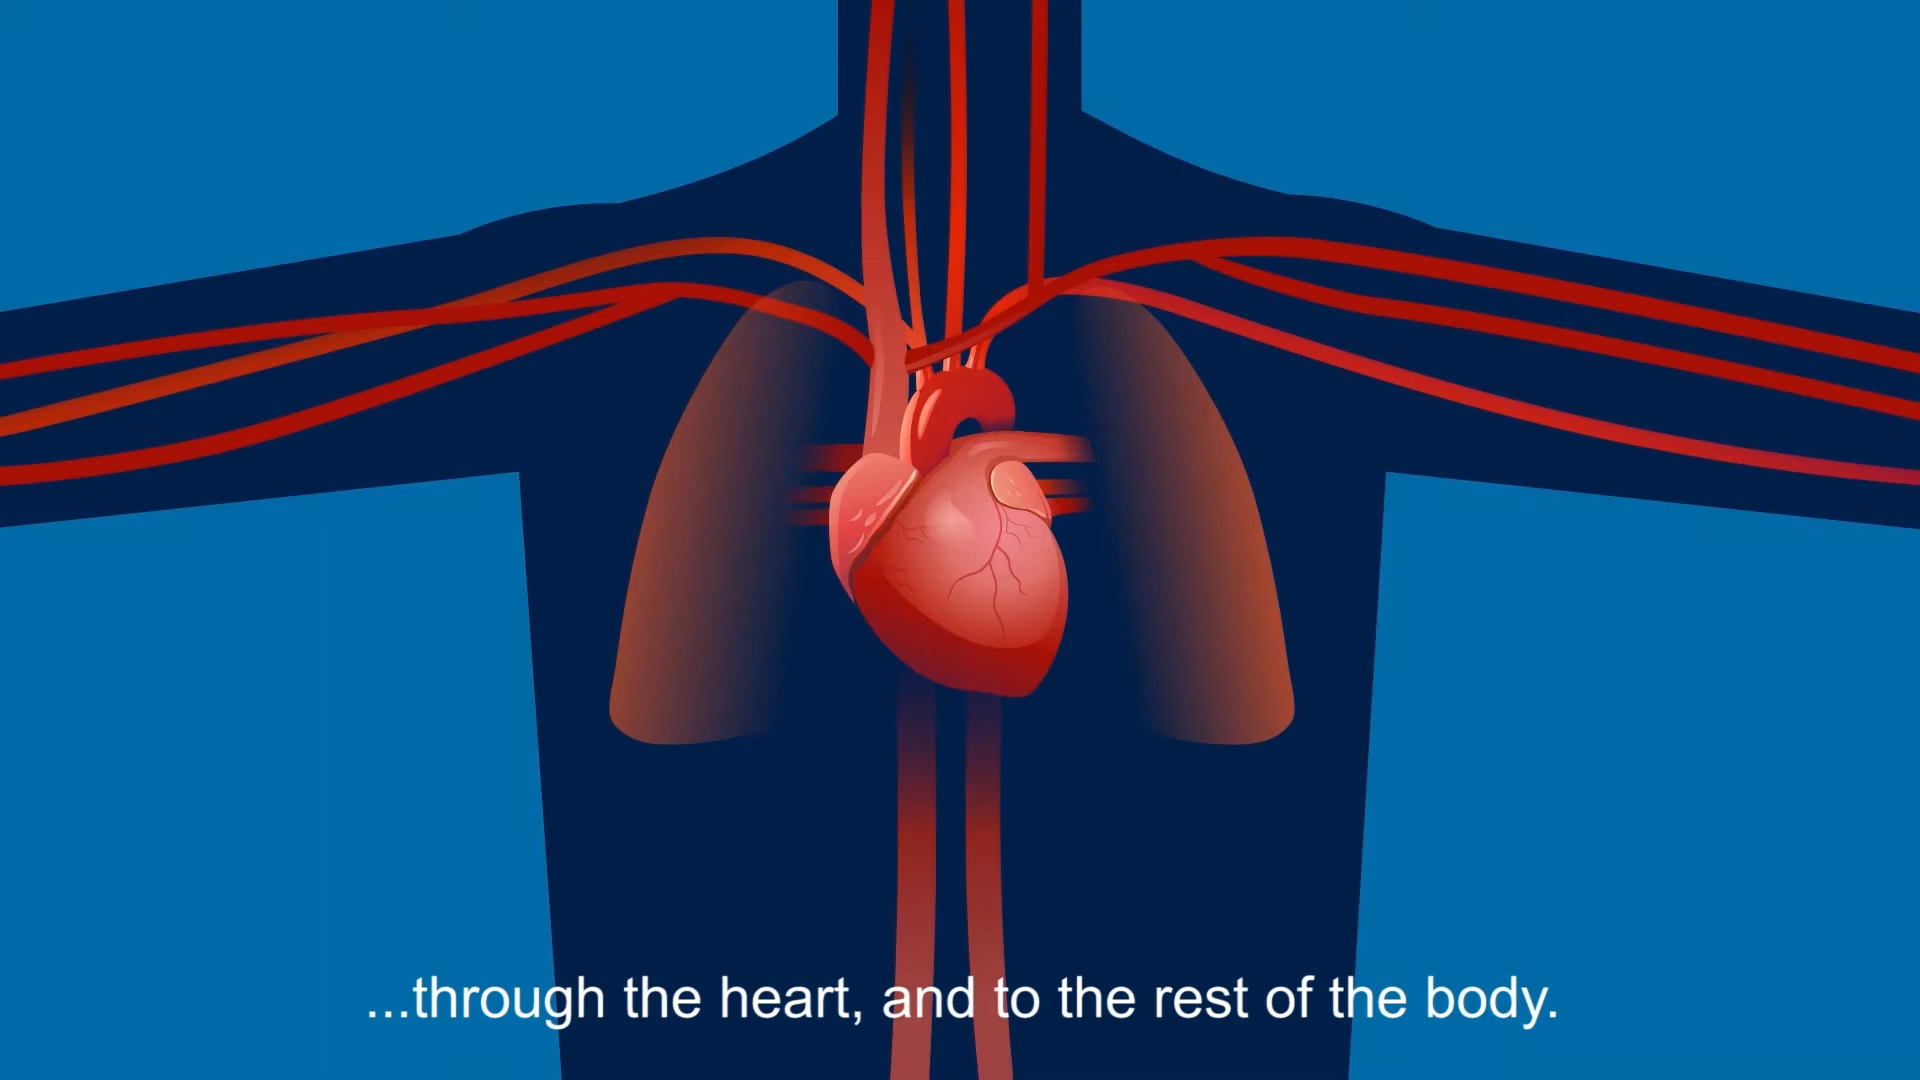 ...through the heart, and to the rest of the body.